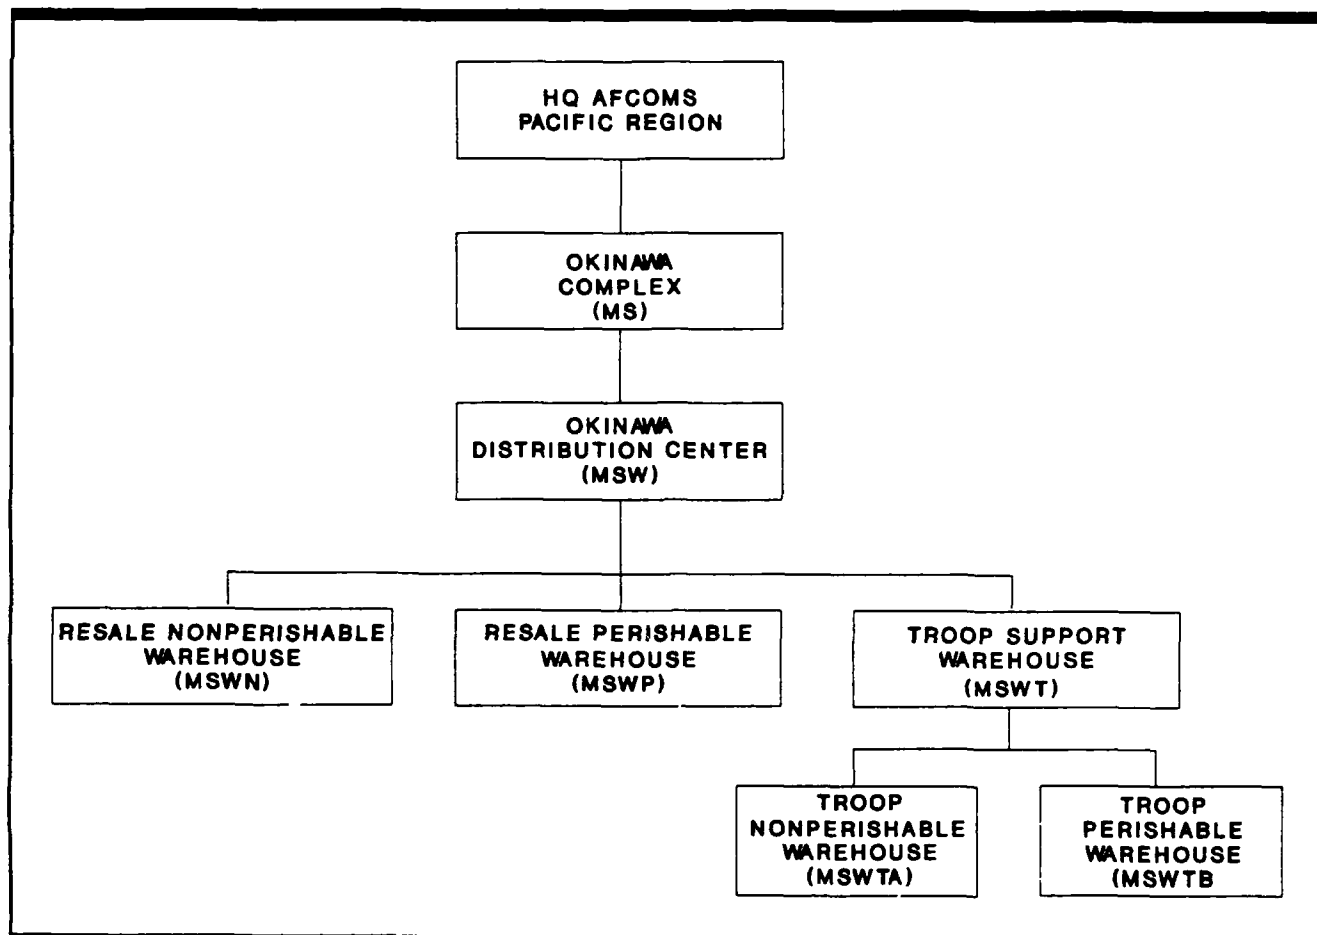 HQ AFCOMS
PACIFIC REGION
OKINAWA
COMPLEX
(MS)
OKINAWA
DISTRIBUTION CENTER
(MSW)
RESALE NONPERISHABLE
WAREHOUSE
(MSWN)
RESALE PERISHABLE
WAREHOUSE
(MSWP)
TROOP SUPPORT
WAREHOUSE
(MSWT)
TROOP
NONPERISHABLE
WAREHOUSE
(MSWTA)
TROOP
PERISHABLE
WAREHOUSE
(MSWTB